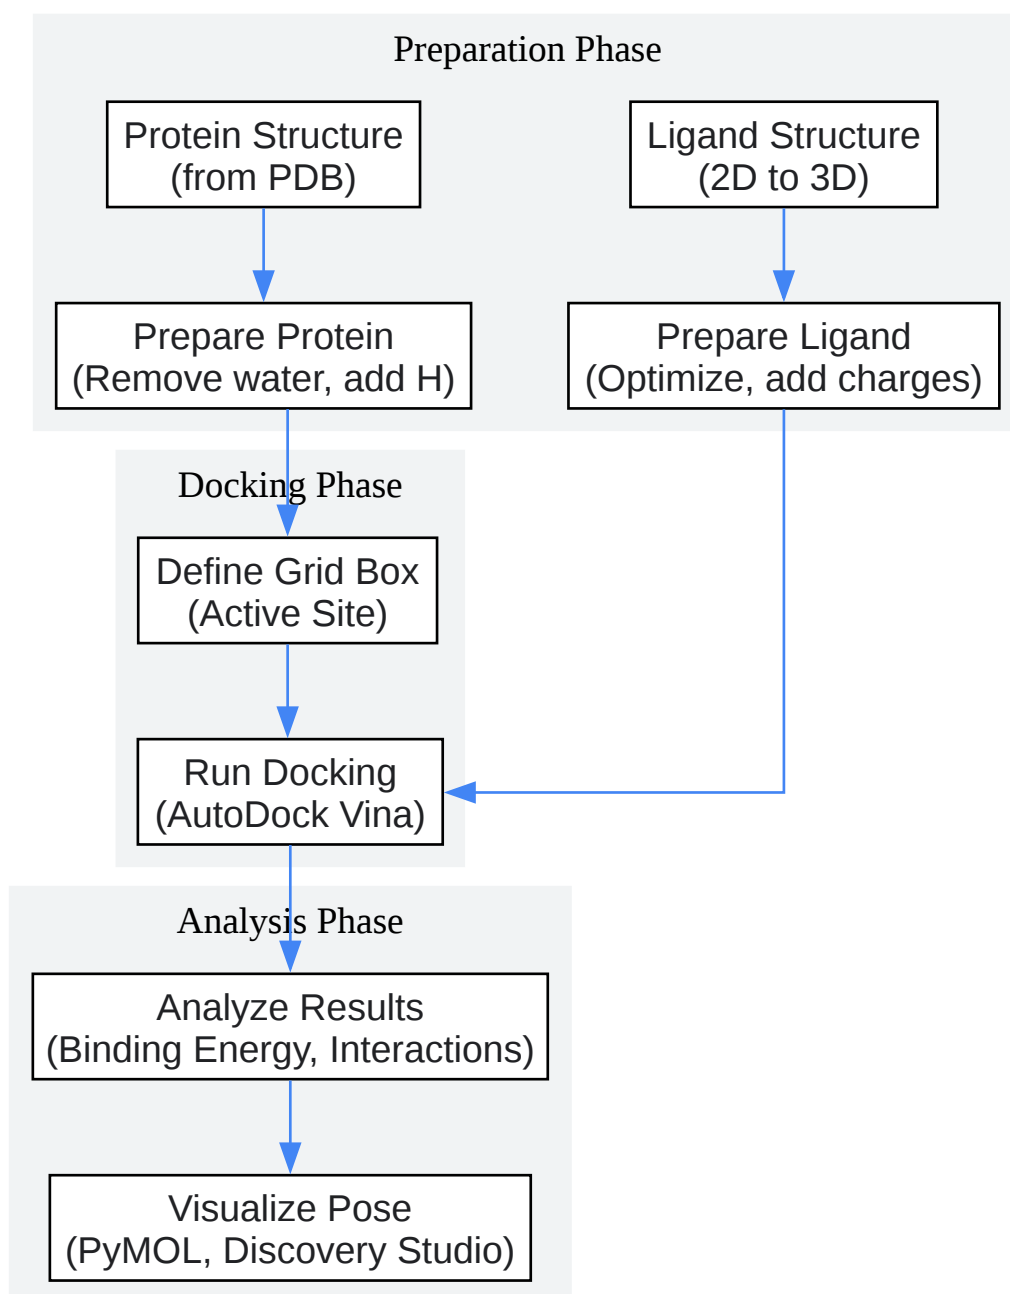 Preparation Phase
Protein Structure
(from PDB)
Ligand Structure
(2D to 3D)
Prepare Protein
(Remove water, add H)
Prepare Ligand
(Optimize, add charges)
Docking Phase
Define Grid Box
(Active Site)
Run Docking
(AutoDock Vina)
Analysis Phase
Analyze Results
(Binding Energy, Interactions)
Visualize Pose
(PyMOL, Discovery Studio)